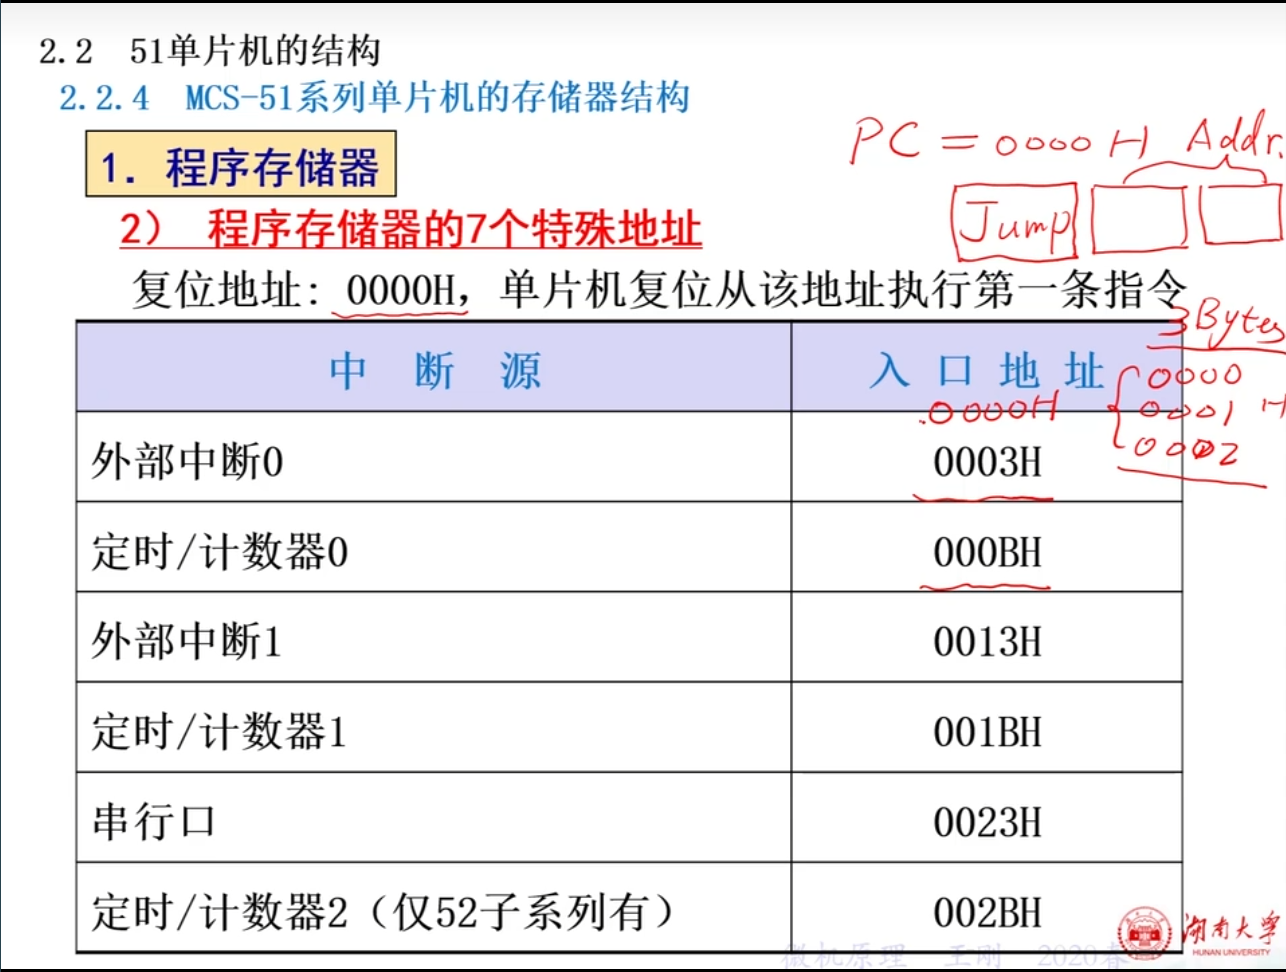 2.2 51单片机的结构
2.2.4 MCS-51系列单片机的存储器结构
PC = 0000H Addr.
1. 程序存储器
Jump
2) 程序存储器的7个特殊地址
复位地址: 0000H, 单片机复位从该地址执行第一条指令
3Bytes
中 断 源 入 口 地 址
0000
.0000H
0001 H
0002
外部中断0 0003H
定时/计数器0 000BH
外部中断1 0013H
定时/计数器1 001BH
串行口 0023H
定时/计数器2（仅52子系列有） 002BH
湖南大学
HUNAN UNIVERSITY
微机原理 王刚 2020春